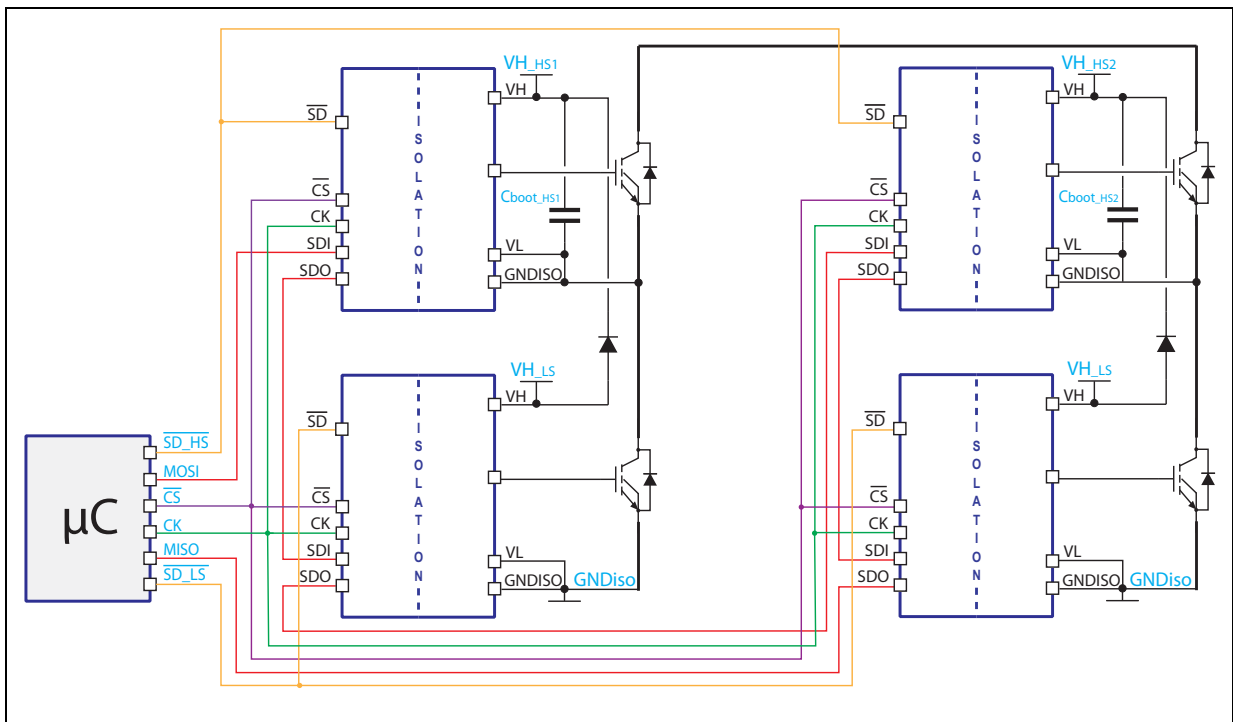 VH_HS1
VH
SD
ISOLATION
CS
Cboot_HS1
CK
SDI
VL
SDO
GNDISO
VH_HS2
VH
SD
ISOLATION
CS
Cboot_HS2
CK
SDI
VL
SDO
GNDISO
VH_LS
VH
SD
ISOLATION
CS
CK
SDI
VL
SDO
GNDISO
GNDiso
VH_LS
VH
SD
ISOLATION
CS
CK
SDI
VL
SDO
GNDISO
GNDiso
µC
SD_HS
MOSI
CS
CK
MISO
SD_LS